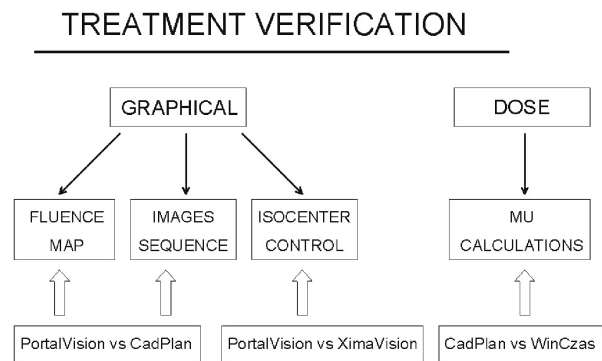 TREATMENT VERIFICATION
GRAPHICAL
DOSE
FLUENCE
MAP
IMAGES
SEQUENCE
ISOCENTER
CONTROL
MU
CALCULATIONS
PortalVision vs CadPlan
PortalVision vs XimaVision
CadPlan vs WinCzas